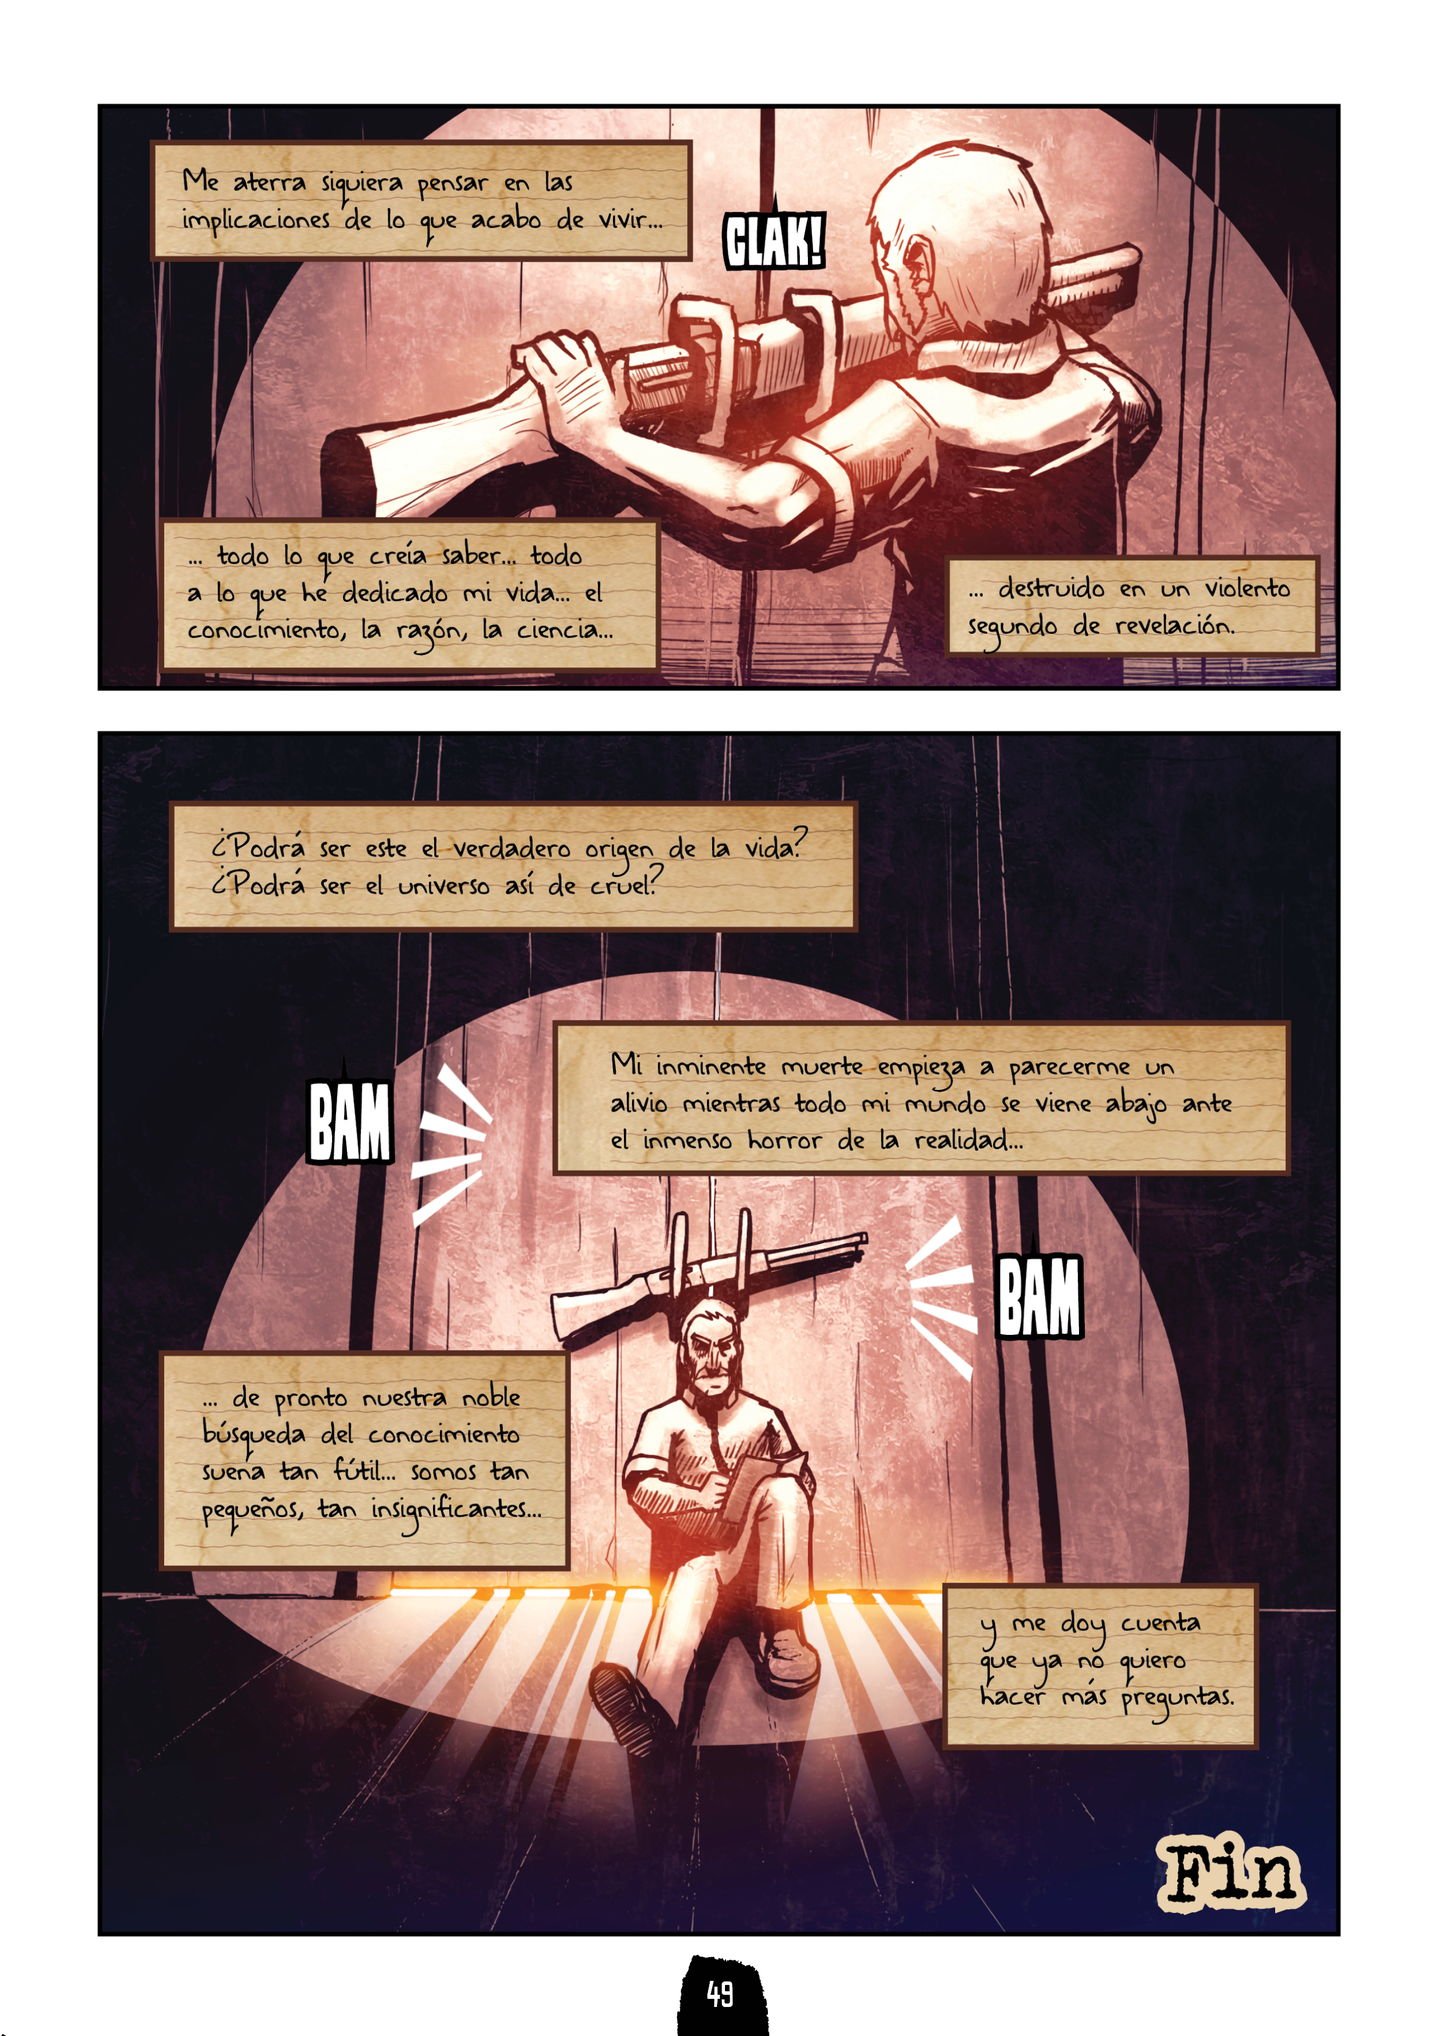 Me aterra siquiera pensar en las
implicaciones de lo que acabo de vivir...
CLAK!
... todo lo que creía saber... todo
a lo que he dedicado mi vida... el
conocimiento, la razón, la ciencia...
... destruido en un violento
segundo de revelación.
¿Podrá ser este el verdadero origen de la vida?
¿Podrá ser el universo así de cruel?
Mi inminente muerte empieza a parecerme un
alivio mientras todo mi mundo se viene abajo ante
el inmenso horror de la realidad...
BAM
BAM
... de pronto nuestra noble
búsqueda del conocimiento
suena tan fútil... somos tan
pequeños, tan insignificantes...
y me doy cuenta
que ya no quiero
hacer más preguntas.
Fin
49